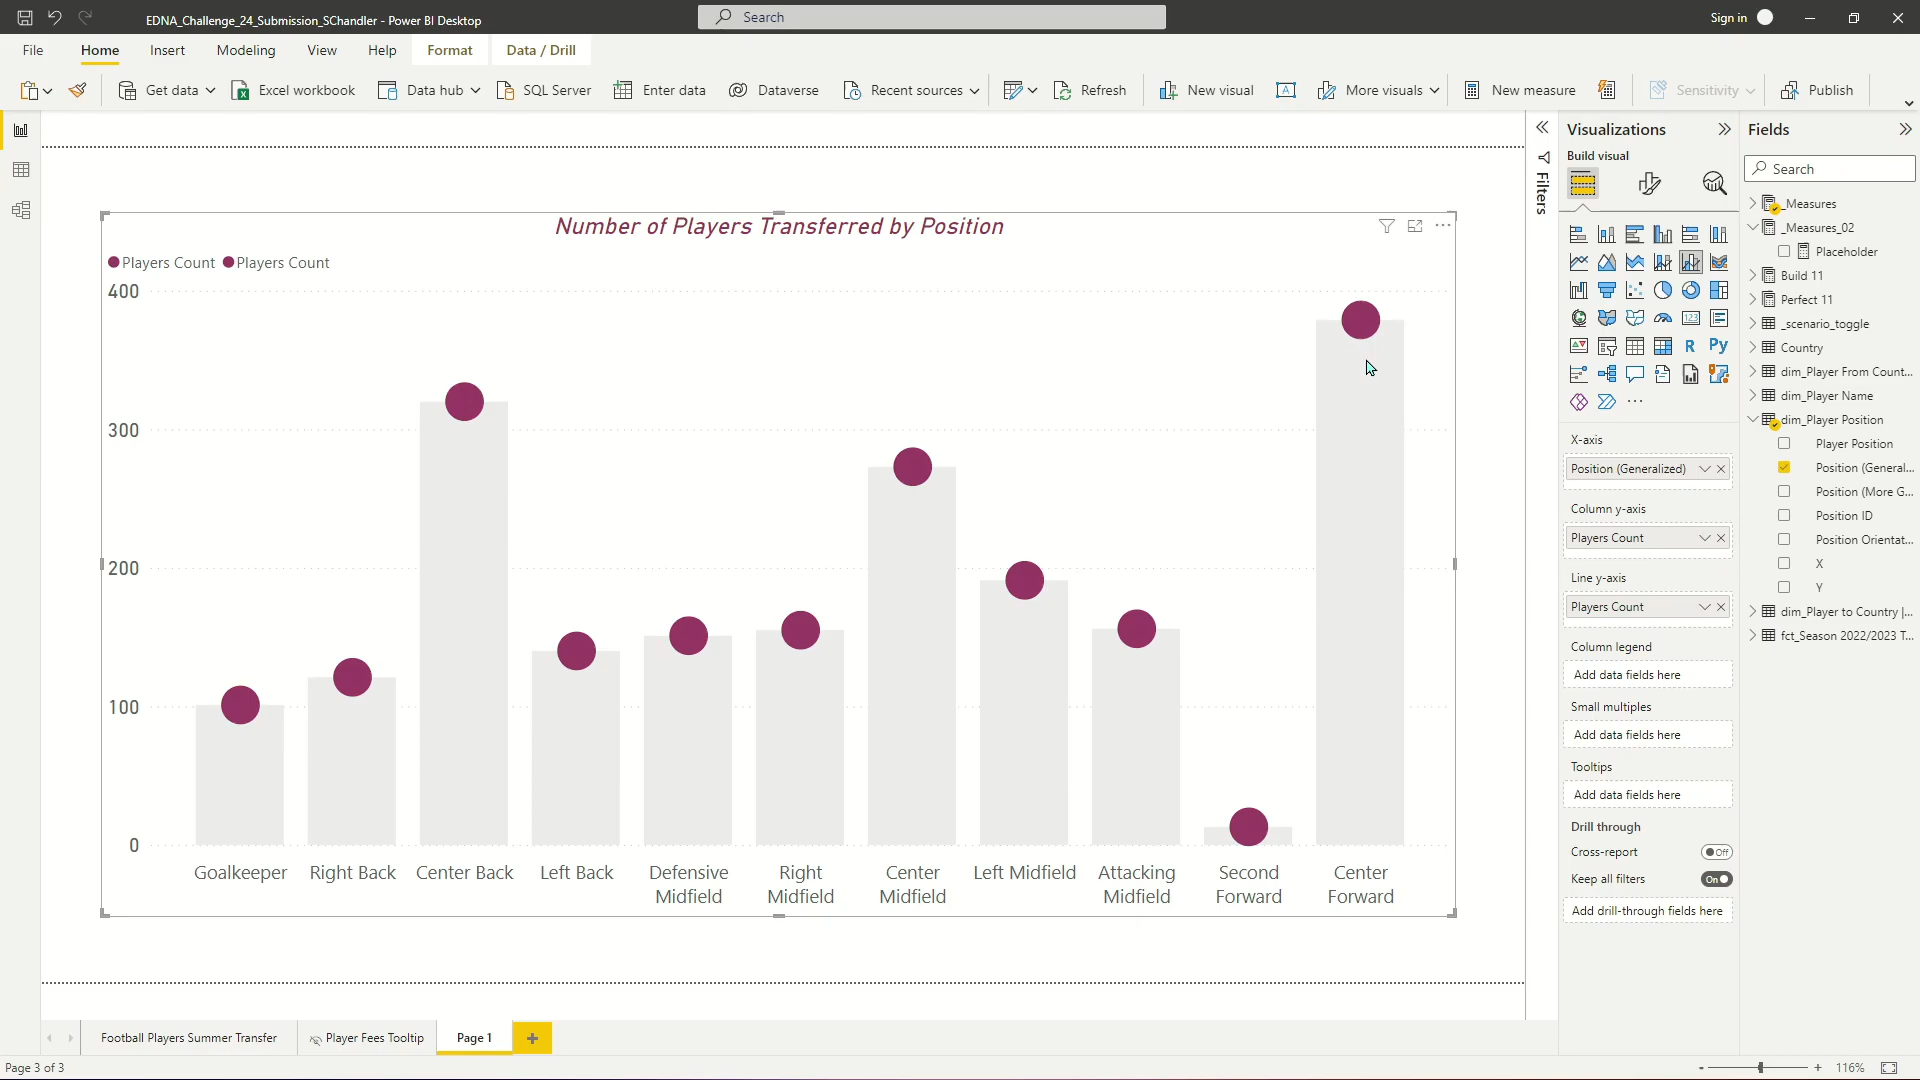 EDNA_Challenge_24_Submission_SChandler - Power BI Desktop
Search
Sign in
File Home Insert Modeling View Help Format Data / Drill
Get data Excel workbook Data hub SQL Server Enter data Dataverse Recent sources Refresh New visual More visuals New measure Sensitivity Publish
Number of Players Transferred by Position
Players Count Players Count
400
300
200
100
0
Goalkeeper Right Back Center Back Left Back Defensive Midfield Right Midfield Center Midfield Left Midfield Attacking Midfield Second Forward Center Forward
Filters
Visualizations
Build visual
123
R Py
X-axis
Position (Generalized)
Column y-axis
Players Count
Line y-axis
Players Count
Column legend
Add data fields here
Small multiples
Add data fields here
Tooltips
Add data fields here
Drill through
Cross-report Off
Keep all filters On
Add drill-through fields here
Fields
Search
_Measures
_Measures_02
Placeholder
Build 11
Perfect 11
_scenario_toggle
Country
dim_Player From Count...
dim_Player Name
dim_Player Position
Player Position
Position (General...
Position (More G...
Position ID
Position Orientat...
X
Y
dim_Player to Country |...
fct_Season 2022/2023 T...
Football Players Summer Transfer Player Fees Tooltip Page 1
Page 3 of 3
- + 116%